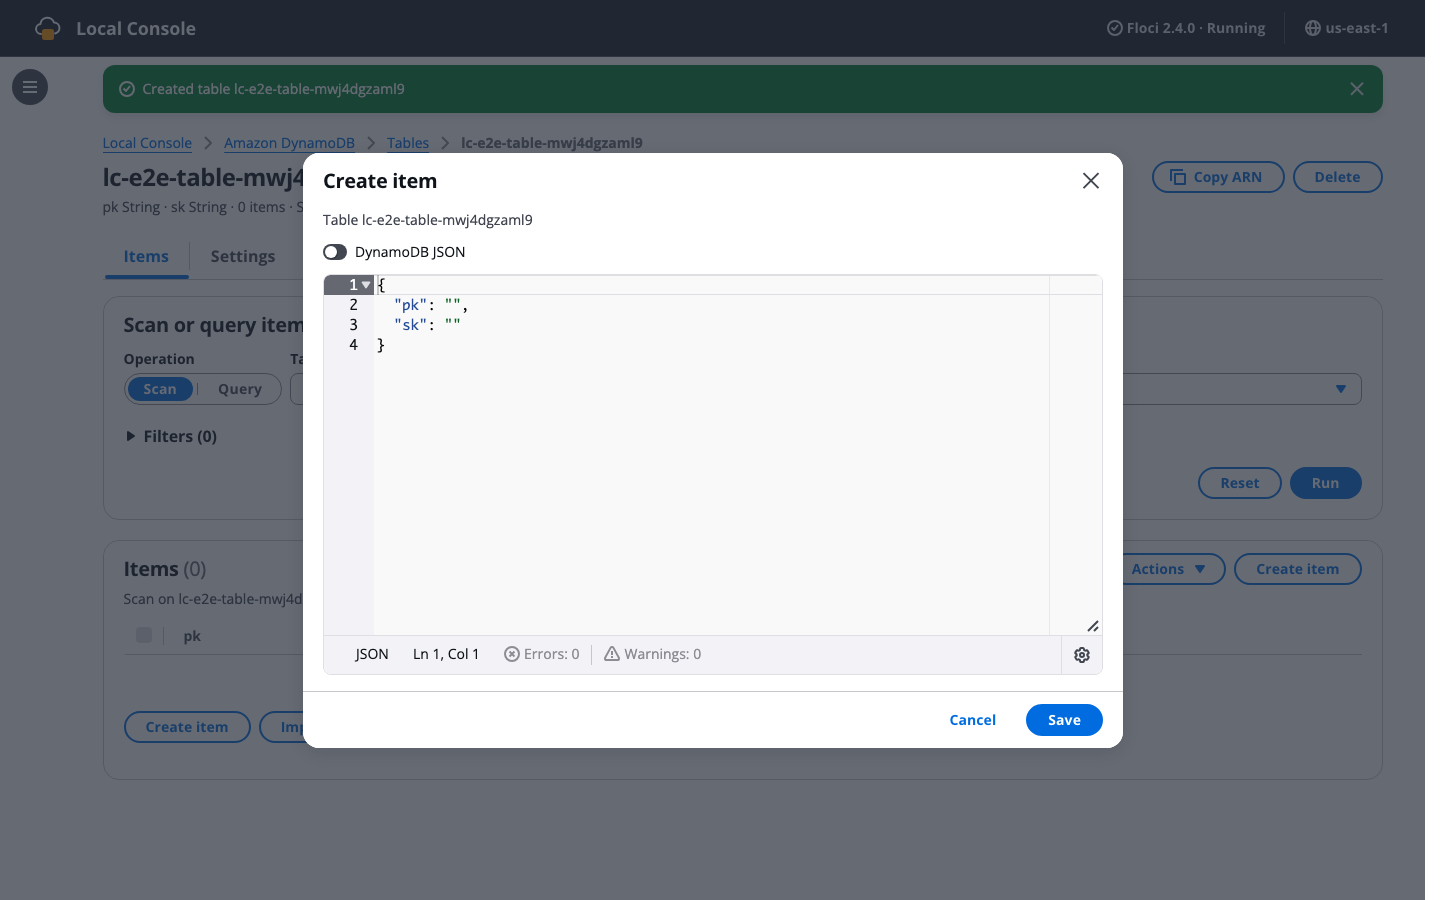 Local Console
Floci 2.4.0 · Running
us-east-1
Created table lc-e2e-table-mwj4dgzaml9
Local Console
Amazon DynamoDB
Tables
lc-e2e-table-mwj4dgzaml9
lc-e2e-table-mwj4
Copy ARN
Delete
pk String · sk String · 0 items · S
Items
Settings
Scan or query item
Operation
Scan
Query
Filters (0)
Reset
Run
Items (0)
Actions
Create item
Scan on lc-e2e-table-mwj4d
pk
Create item
Create item
Table lc-e2e-table-mwj4dgzaml9
DynamoDB JSON
1 {
2 "pk": "",
3 "sk": ""
4 }
JSON
Ln 1, Col 1
Errors: 0
Warnings: 0
Cancel
Save